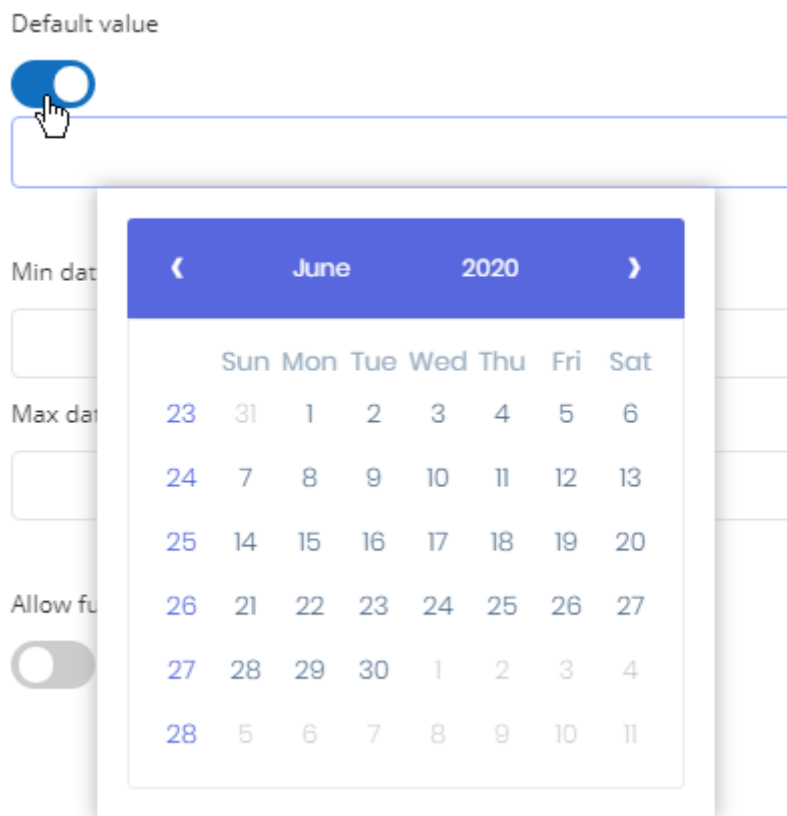 Default value
‹ June 2020 ›
Sun Mon Tue Wed Thu Fri Sat
23 31 1 2 3 4 5 6
Min dat
Max dat
24 7 8 9 10 11 12 13
25 14 15 16 17 18 19 20
26 21 22 23 24 25 26 27
Allow fu
27 28 29 30 1 2 3 4
28 5 6 7 8 9 10 11